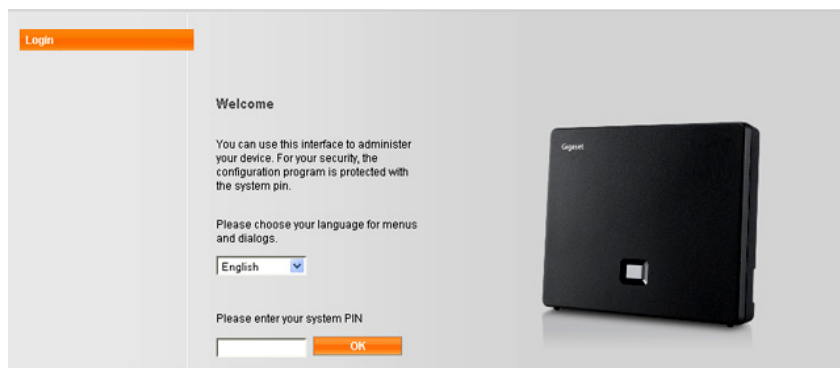 Login
Welcome
You can use this interface to administer
your device. For your security, the
configuration program is protected with
the system pin.
Please choose your language for menus
and dialogs.
English
Please enter your system PIN
OK
Gigaset